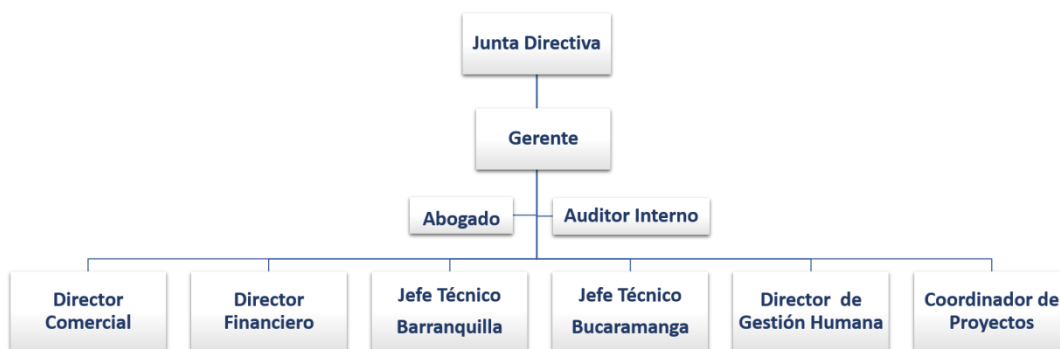 Junta Directiva
Gerente
Abogado
Auditor Interno
Director
Comercial
Director
Financiero
Jefe Técnico
Barranquilla
Jefe Técnico
Bucaramanga
Director de
Gestión Humana
Coordinador de
Proyectos